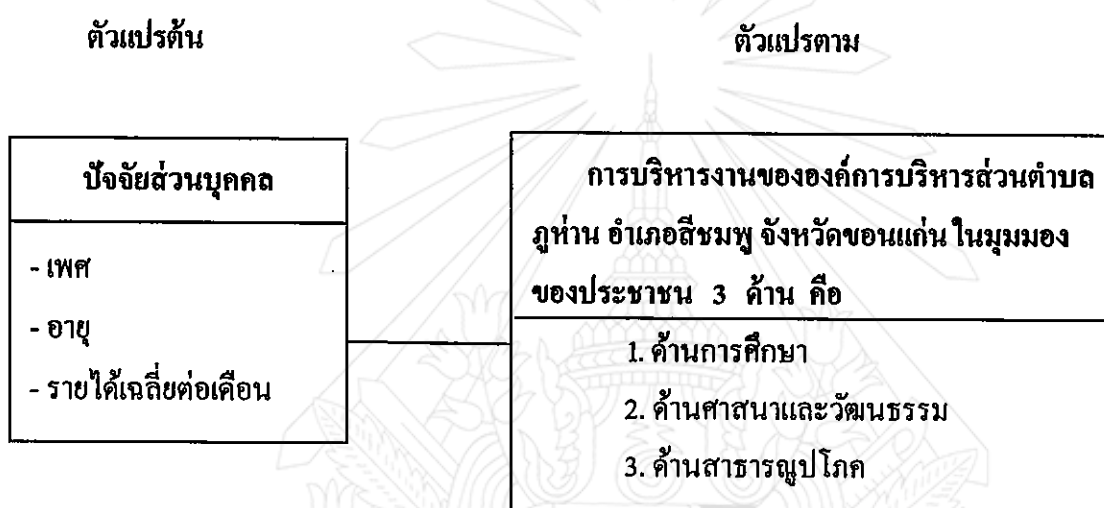 ตัวแปรต้น
ตัวแปรตาม
ปัจจัยส่วนบุคคล
- เพศ
- อายุ
- รายได้เฉลี่ยต่อเดือน
การบริหารงานขององค์การบริหารส่วนตำบล
ภูห่าน อำเภอสีชมพู จังหวัดขอนแก่น ในมุมมอง
ของประชาชน 3 ด้าน คือ
1. ด้านการศึกษา
2. ด้านศาสนาและวัฒนธรรม
3. ด้านสาธารณูปโภค